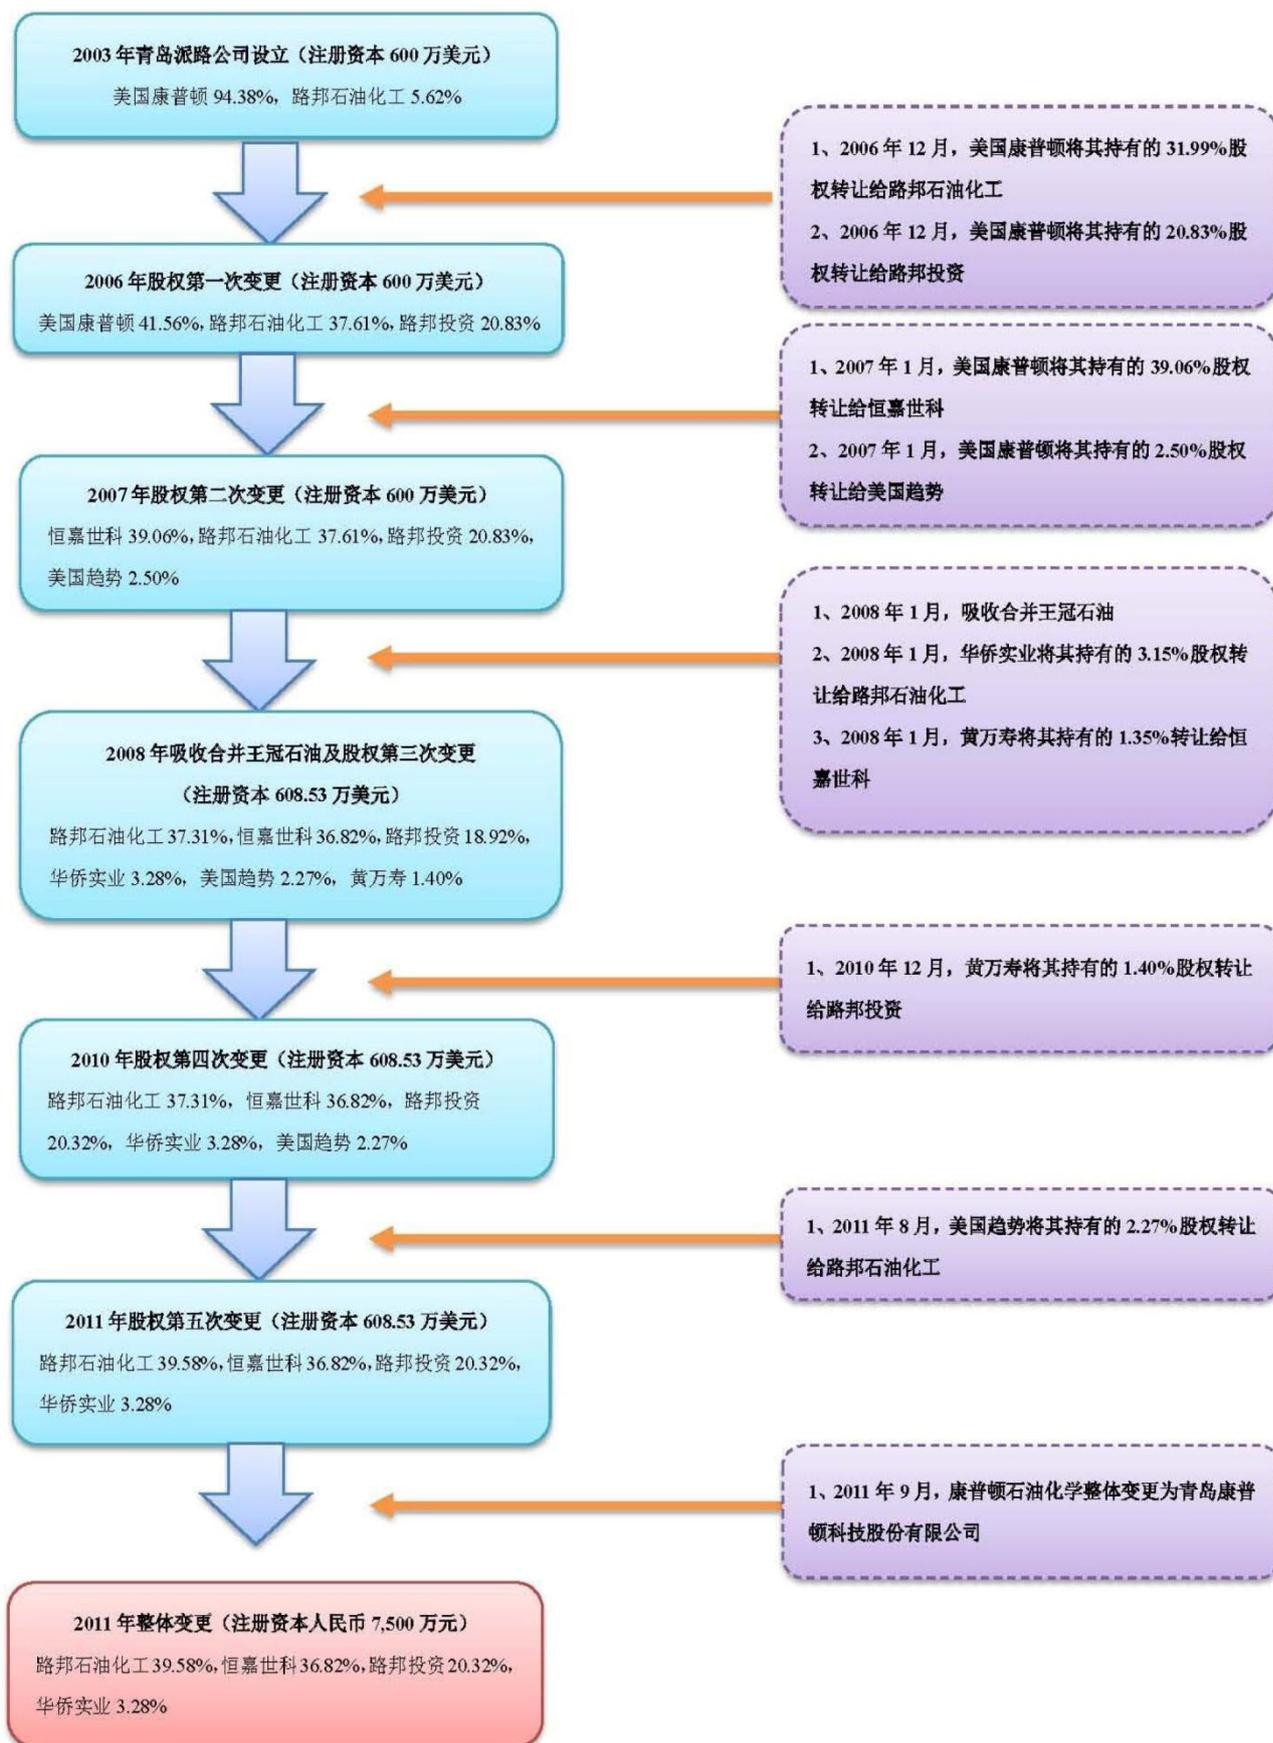 2003 年青岛派路公司设立（注册资本 600 万美元）
美国康普顿 94.38%，路邦石油化工 5.62%
1、2006 年 12 月，美国康普顿将其持有的 31.99%股
权转让给路邦石油化工
2、2006 年 12 月，美国康普顿将其持有的 20.83%股
权转让给路邦投资
2006 年股权第一次变更（注册资本 600 万美元）
美国康普顿 41.56%，路邦石油化工 37.61%，路邦投资 20.83%
1、2007 年 1 月，美国康普顿将其持有的 39.06%股权
转让给恒嘉世科
2、2007 年 1 月，美国康普顿将其持有的 2.50%股权
转让给美国趋势
2007 年股权第二次变更（注册资本 600 万美元）
恒嘉世科 39.06%，路邦石油化工 37.61%，路邦投资 20.83%，
美国趋势 2.50%
1、2008 年 1 月，吸收合并王冠石油
2、2008 年 1 月，华侨实业将其持有的 3.15%股权转
让给路邦石油化工
3、2008 年 1 月，黄万寿将其持有的 1.35%转让给恒
嘉世科
2008 年吸收合并王冠石油及股权第三次变更
（注册资本 608.53 万美元）
路邦石油化工 37.31%，恒嘉世科 36.82%，路邦投资 18.92%，
华侨实业 3.28%，美国趋势 2.27%，黄万寿 1.40%
1、2010 年 12 月，黄万寿将其持有的 1.40%股权转让
给路邦投资
2010 年股权第四次变更（注册资本 608.53 万美元）
路邦石油化工 37.31%，恒嘉世科 36.82%，路邦投资
20.32%，华侨实业 3.28%，美国趋势 2.27%
1、2011 年 8 月，美国趋势将其持有的 2.27%股权转让
给路邦石油化工
2011 年股权第五次变更（注册资本 608.53 万美元）
路邦石油化工 39.58%，恒嘉世科 36.82%，路邦投资 20.32%，
华侨实业 3.28%
1、2011 年 9 月，康普顿石油化学整体变更为青岛康普
顿科技股份有限公司
2011 年整体变更（注册资本人民币 7,500 万元）
路邦石油化工 39.58%，恒嘉世科 36.82%，路邦投资 20.32%，
华侨实业 3.28%